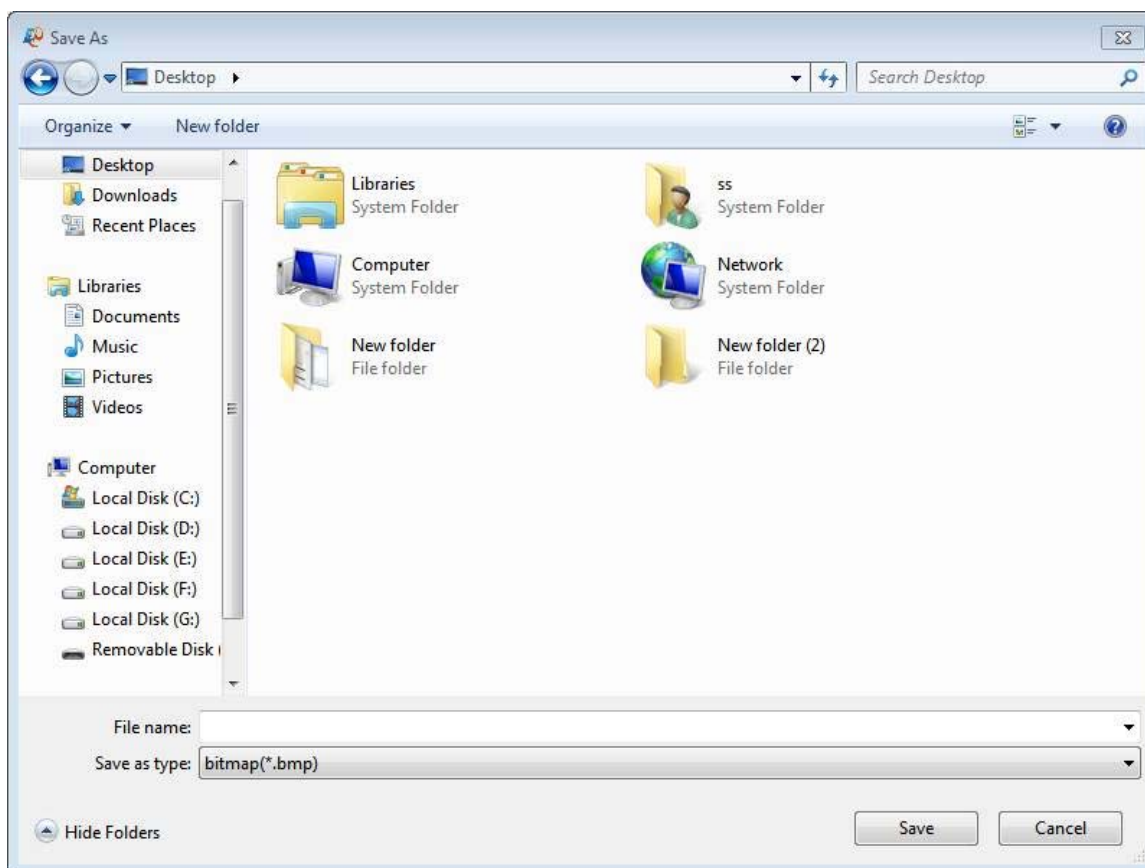 Save As
Desktop
Search Desktop
Organize New folder
Desktop
Downloads
Recent Places
Libraries
Documents
Music
Pictures
Videos
Computer
Local Disk (C:)
Local Disk (D:)
Local Disk (E:)
Local Disk (F:)
Local Disk (G:)
Removable Disk (
Libraries
System Folder
ss
System Folder
Computer
System Folder
Network
System Folder
New folder
File folder
New folder (2)
File folder
File name:
Save as type: bitmap(*.bmp)
Hide Folders
Save Cancel